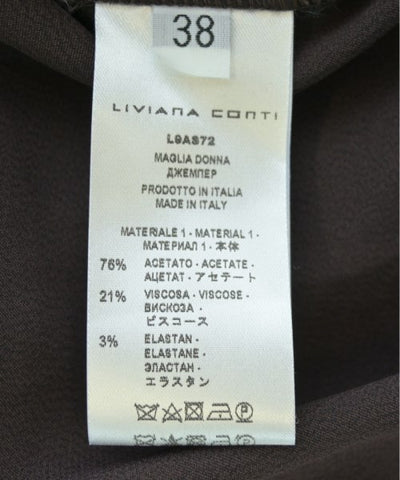 38
LIVIANA CONTI
L9AS72
MAGLIA DONNA
ДЖЕМПЕР
PRODOTTO IN ITALIA
MADE IN ITALY
MATERIALE 1 - MATERIAL 1 -
МАТЕРИАЛ 1 - 本体
76% ACETATO - ACETATE -
АЦЕТАТ - アセテート
21% VISCOSA - VISCOSE -
ВИСКОЗА -
ビスコース
3% ELASTAN -
ELASTANE -
ЭЛАСТАН -
エラスタン